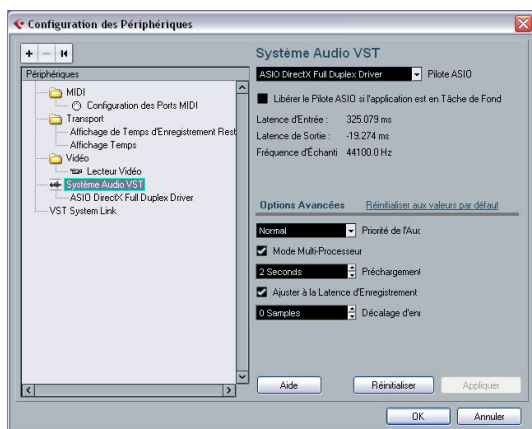 Configuration des Périphériques
Périphériques
MIDI
Configuration des Ports MIDI
Transport
Affichage de Temps d'Enregistrement Rest
Affichage Temps
Vidéo
Lecteur Vidéo
Système Audio VST
ASIO DirectX Full Duplex Driver
VST System Link
Système Audio VST
ASIO DirectX Full Duplex Driver Pilote ASIO
Libérer le Pilote ASIO si l'application est en Tâche de Fond
Latence d'Entrée : 325.079 ms
Latence de Sortie : -19.274 ms
Fréquence d'Échanti 44100.0 Hz
Options Avancées Réinitialiser aux valeurs par défaut
Normal Priorité de l'Auc
Mode Multi-Processeur
2 Seconds Préchargement
Ajuster à la Latence d'Enregistrement
0 Samples Décalage d'enr
Aide Réinitialiser Appliquer
OK Annuler